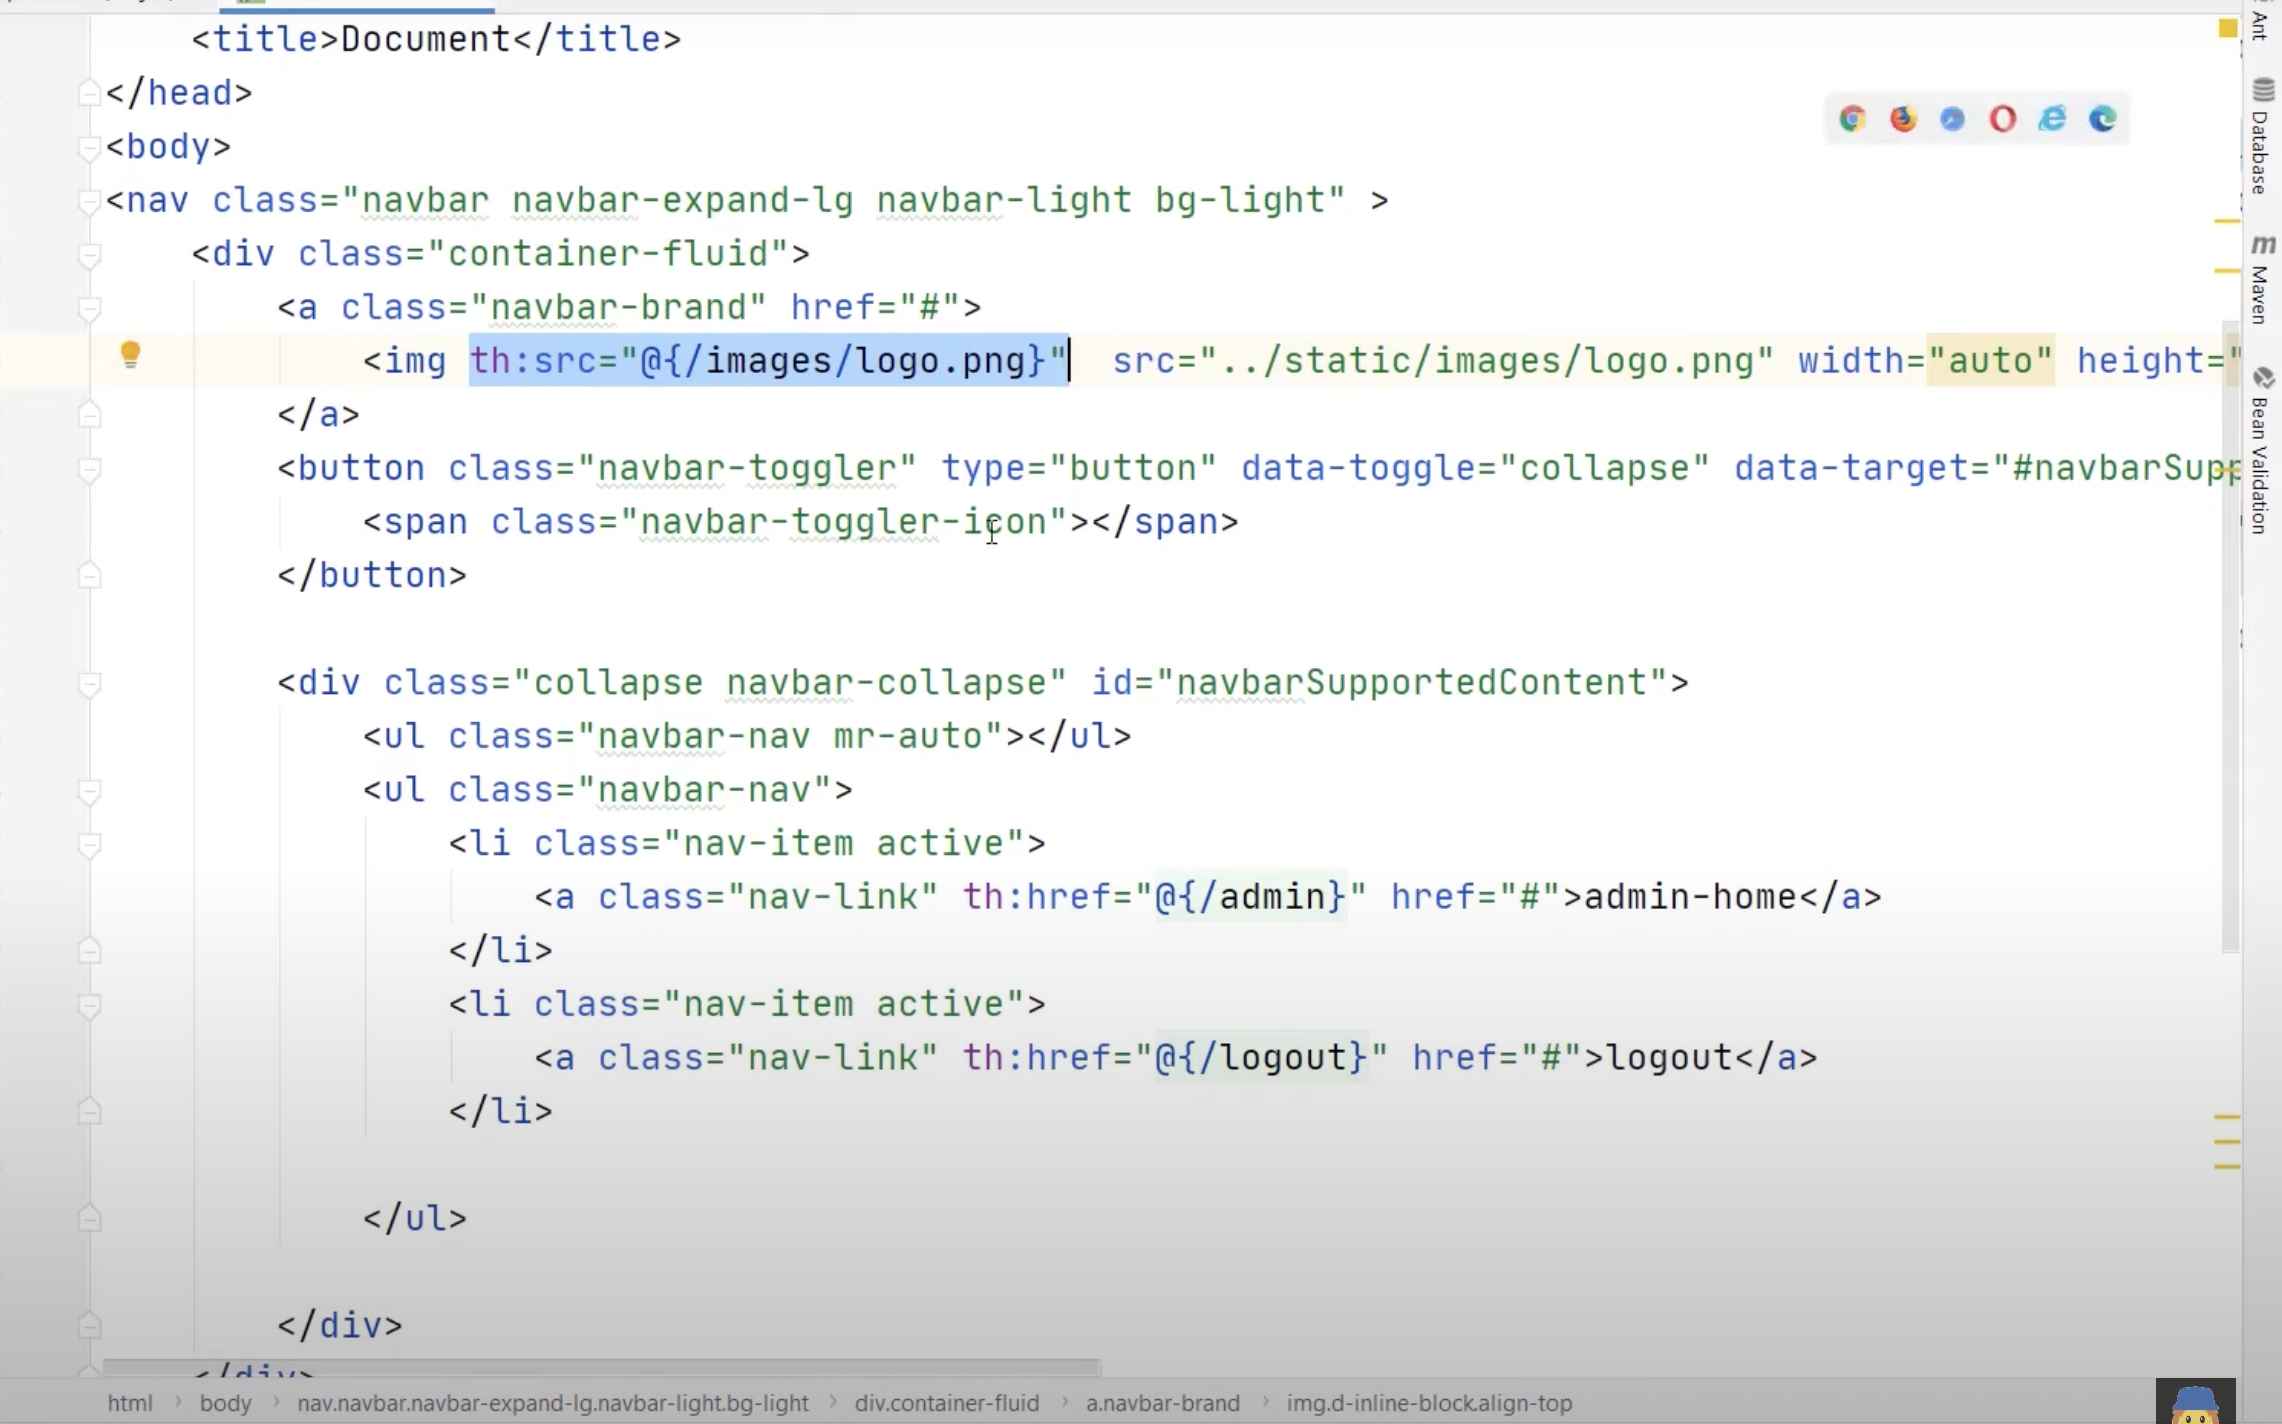 <title>Document</title>
</head>
<body>
<nav class="navbar navbar-expand-lg navbar-light bg-light" >
<div class="container-fluid">
<a class="navbar-brand" href="#">
<img th:src="@{/images/logo.png}" src="../static/images/logo.png" width="auto" height="
</a>
<button class="navbar-toggler" type="button" data-toggle="collapse" data-target="#navbarSupp
<span class="navbar-toggler-icon"></span>
</button>
<div class="collapse navbar-collapse" id="navbarSupportedContent">
<ul class="navbar-nav mr-auto"></ul>
<ul class="navbar-nav">
<li class="nav-item active">
<a class="nav-link" th:href="@{/admin}" href="#">admin-home</a>
</li>
<li class="nav-item active">
<a class="nav-link" th:href="@{/logout}" href="#">logout</a>
</li>
</ul>
</div>
</div>
html › body › nav.navbar.navbar-expand-lg.navbar-light.bg-light › div.container-fluid › a.navbar-brand › img.d-inline-block.align-top
Ant
Database
m Maven
Bean Validation